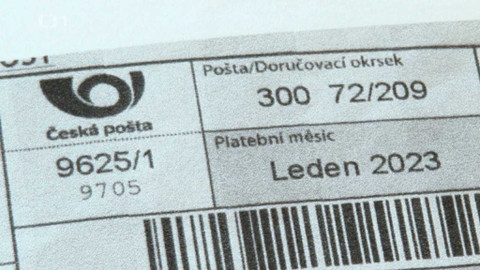 Česká pošta
9625/1
9705
Pošta/Doručovací okrsek
300 72/209
Platební měsíc
Leden 2023